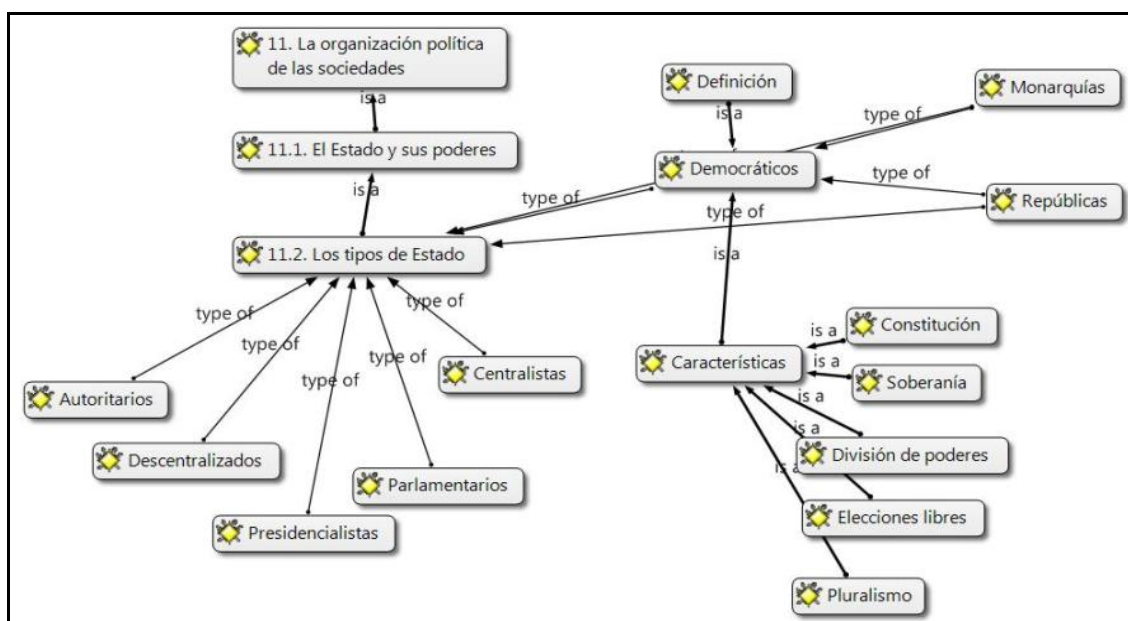 11. La organización política
de las sociedades
is a
11.1. El Estado y sus poderes
is a
11.2. Los tipos de Estado
Definición
is a
Monarquías
type of
Democráticos
type of
type of
Repúblicas
type of
is a
type of
type of
type of
type of
type of
Centralistas
Autoritarios
Descentralizados
Parlamentarios
Presidencialistas
Características
is a
Constitución
is a
Soberanía
is a
División de poderes
is a
Elecciones libres
is a
Pluralismo